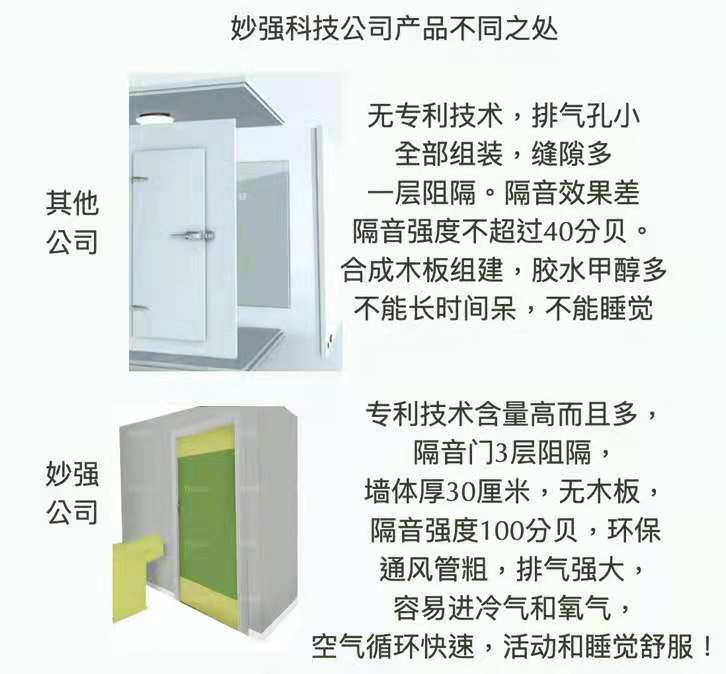 妙强科技公司产品不同之处
其他
公司
无专利技术，排气孔小
全部组装，缝隙多
一层阻隔。隔音效果差
隔音强度不超过40分贝。
合成木板组建，胶水甲醇多
不能长时间呆，不能睡觉
妙强
公司
专利技术含量高而且多，
隔音门3层阻隔，
墙体厚30厘米，无木板，
隔音强度100分贝，环保
通风管粗，排气强大，
容易进冷气和氧气，
空气循环快速，活动和睡觉舒服！